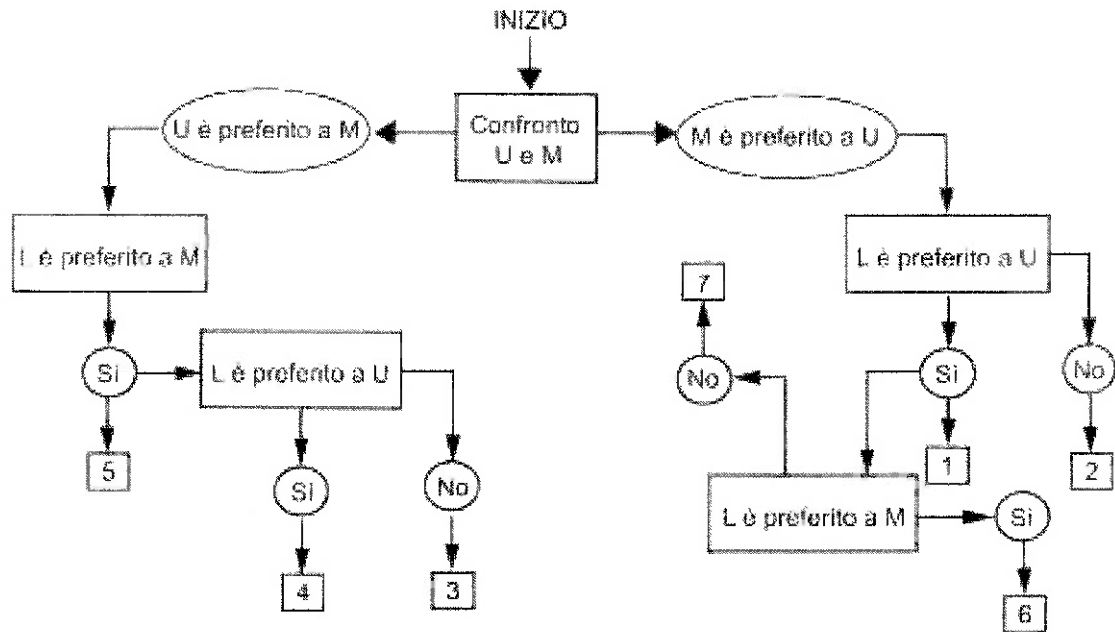 INIZIO
U è preferito a M
Confronto
U e M
M è preferito a U
L è preferito a M
L è preferito a U
7
Sì
L è preferito a U
No
Sì
No
5
Sì
No
1
2
L è preferito a M
Sì
4
3
6